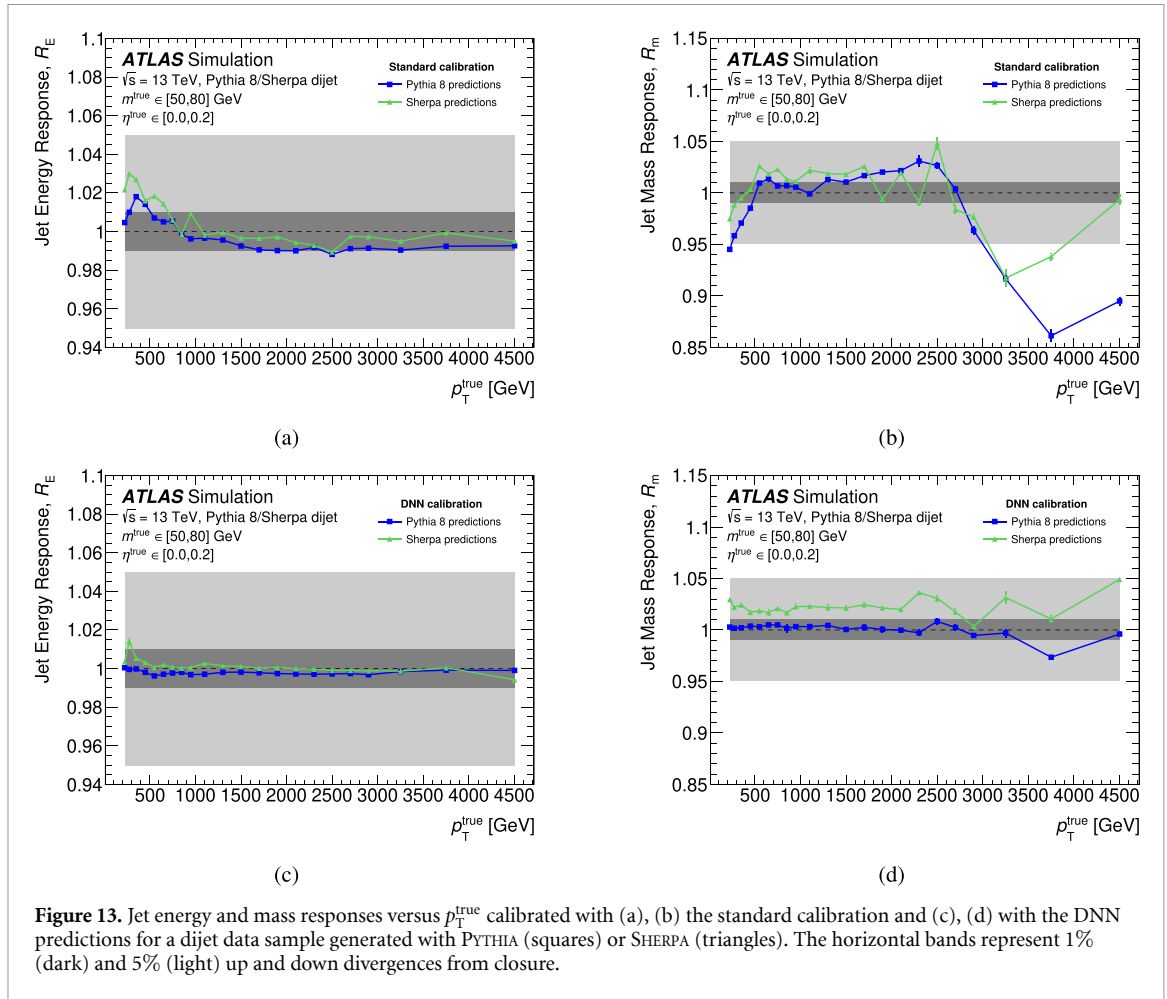 1.1
1.08
1.06
1.04
1.02
1
0.98
0.96
0.94
Jet Energy Response, R_E
ATLAS Simulation
√s = 13 TeV, Pythia 8/Sherpa dijet
m^true ∈ [50,80] GeV
η^true ∈ [0.0,0.2]
Standard calibration
Pythia 8 predictions
Sherpa predictions
500 1000 1500 2000 2500 3000 3500 4000 4500
p_T^true [GeV]
(a)
1.15
1.1
1.05
1
0.95
0.9
0.85
Jet Mass Response, R_m
ATLAS Simulation
√s = 13 TeV, Pythia 8/Sherpa dijet
m^true ∈ [50,80] GeV
η^true ∈ [0.0,0.2]
Standard calibration
Pythia 8 predictions
Sherpa predictions
500 1000 1500 2000 2500 3000 3500 4000 4500
p_T^true [GeV]
(b)
1.1
1.08
1.06
1.04
1.02
1
0.98
0.96
0.94
Jet Energy Response, R_E
ATLAS Simulation
√s = 13 TeV, Pythia 8/Sherpa dijet
m^true ∈ [50,80] GeV
η^true ∈ [0.0,0.2]
DNN calibration
Pythia 8 predictions
Sherpa predictions
500 1000 1500 2000 2500 3000 3500 4000 4500
p_T^true [GeV]
(c)
1.15
1.1
1.05
1
0.95
0.9
0.85
Jet Mass Response, R_m
ATLAS Simulation
√s = 13 TeV, Pythia 8/Sherpa dijet
m^true ∈ [50,80] GeV
η^true ∈ [0.0,0.2]
DNN calibration
Pythia 8 predictions
Sherpa predictions
500 1000 1500 2000 2500 3000 3500 4000 4500
p_T^true [GeV]
(d)
Figure 13. Jet energy and mass responses versus p_T^true calibrated with (a), (b) the standard calibration and (c), (d) with the DNN
predictions for a dijet data sample generated with PYTHIA (squares) or SHERPA (triangles). The horizontal bands represent 1%
(dark) and 5% (light) up and down divergences from closure.